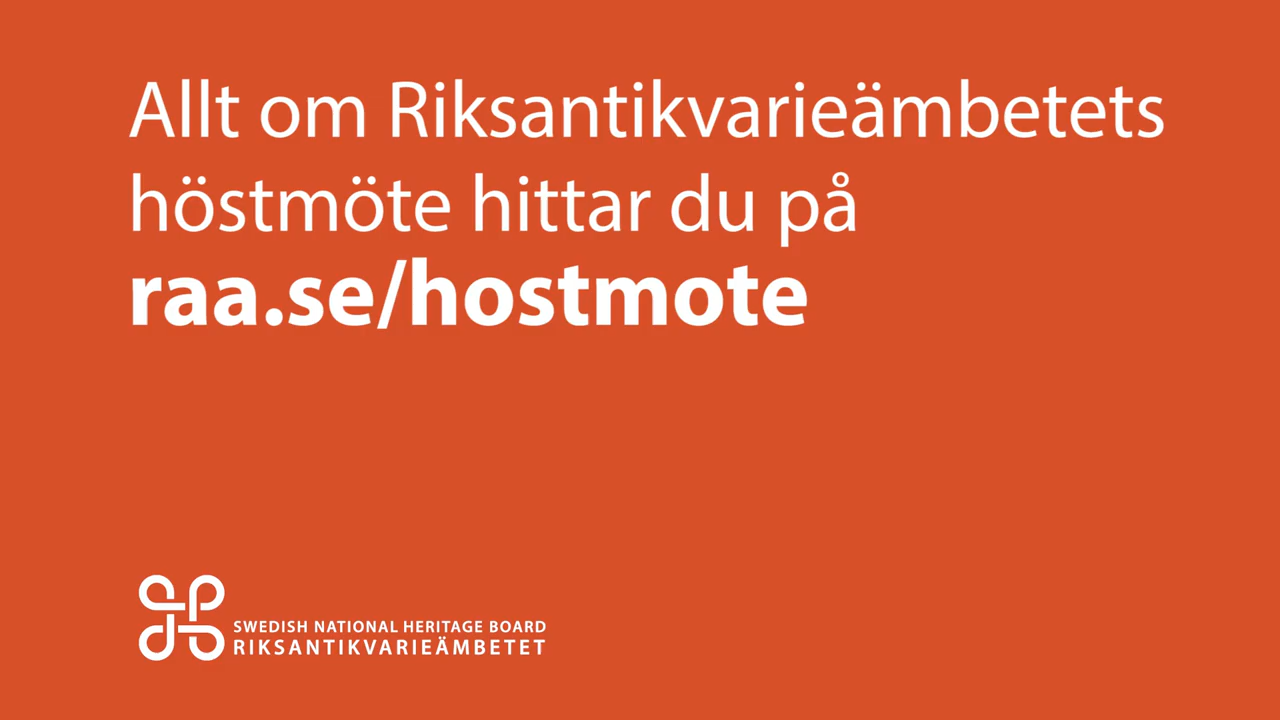 Allt om Riksantikvarieämbetets
höstmöte hittar du på
raa.se/hostmote
SWEDISH NATIONAL HERITAGE BOARD
RIKSANTIKVARIEÄMBETET